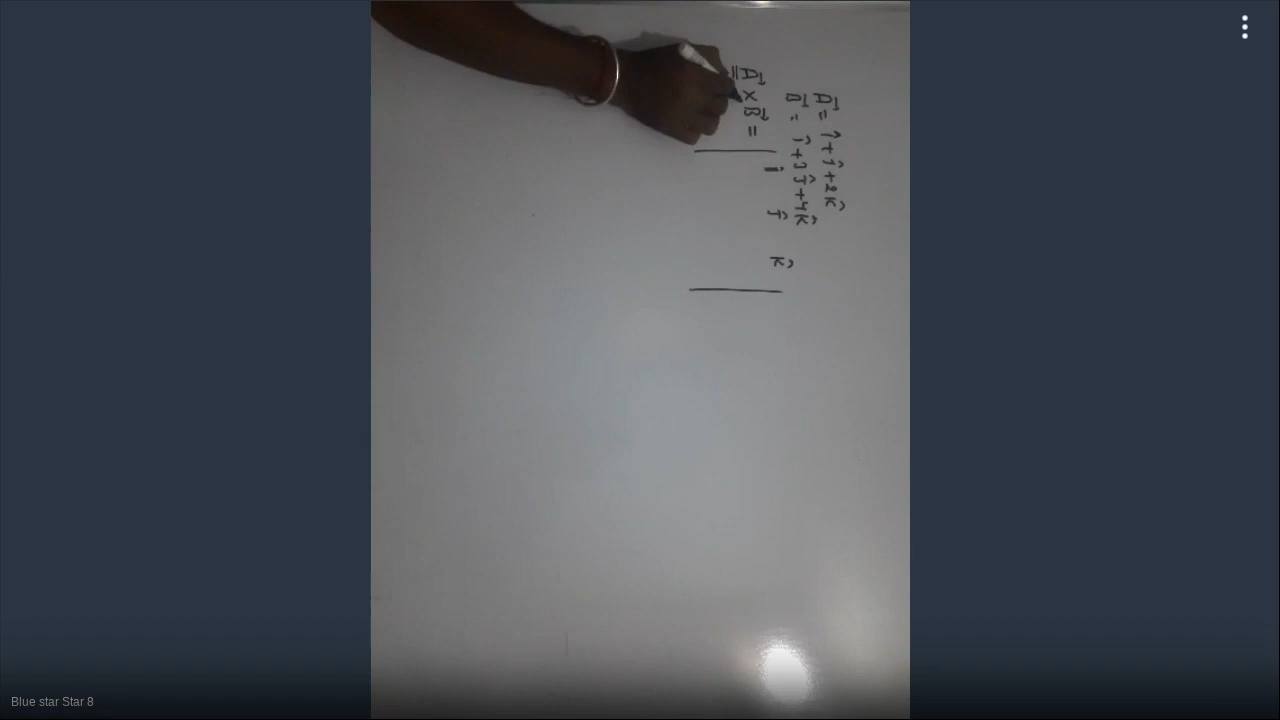 A⃗ = î + ĵ + 2k̂
B⃗ = î + 3ĵ + 4k̂
A⃗ × B⃗ =
i ĵ k̂
Blue star Star 8